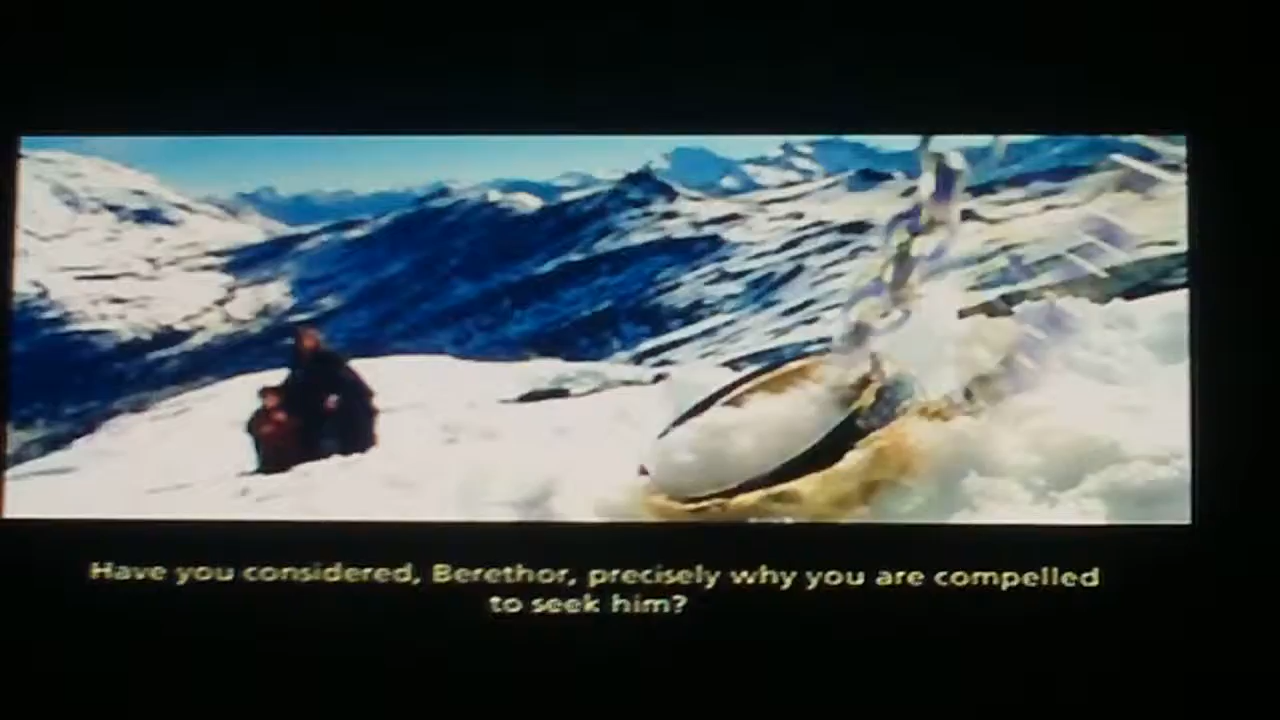 Have you considered, Berethor, precisely why you are compelled
to seek him?